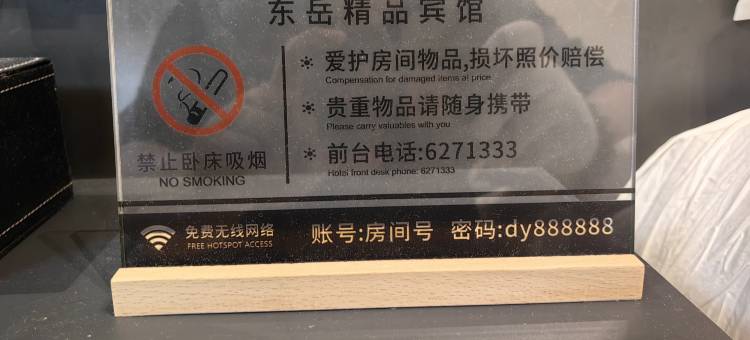 东岳精品宾馆
爱护房间物品,损坏照价赔偿
Compensation for damaged items at price
贵重物品请随身携带
Please carry valuables with you
前台电话:6271333
Hotel front desk phone: 6271333
禁止卧床吸烟
NO SMOKING
免费无线网络
FREE HOTSPOT ACCESS
账号:房间号 密码:dy888888